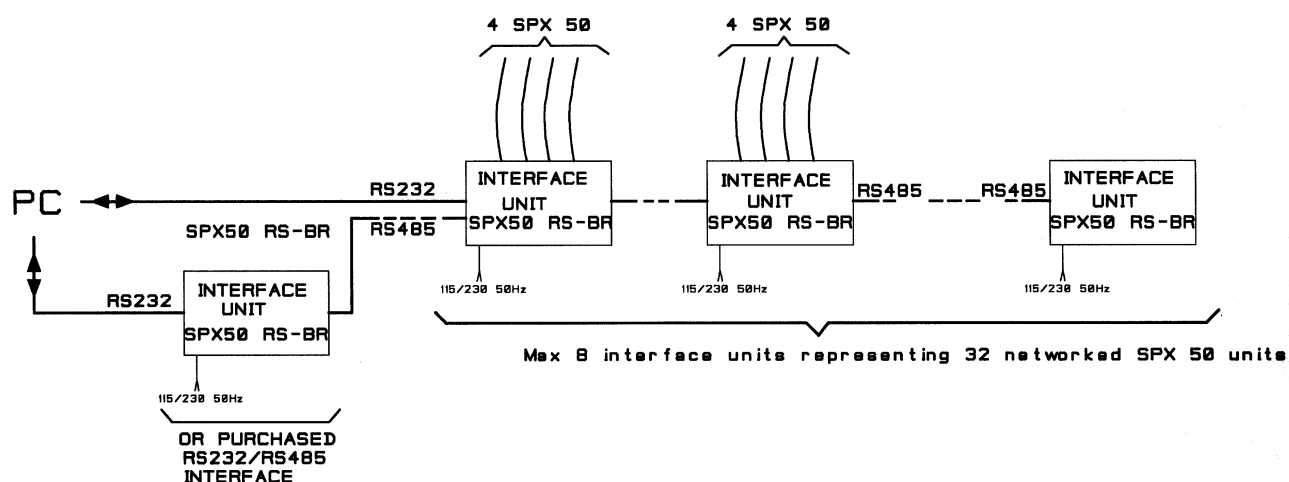 4 SPX 50
4 SPX 50
PC
RS232
RS485
SPX50 RS-BR
INTERFACE
UNIT
SPX50 RS-BR
INTERFACE
UNIT
SPX50 RS-BR
RS485
RS485
INTERFACE
UNIT
SPX50 RS-BR
115/230 50Hz
115/230 50Hz
115/230 50Hz
RS232
INTERFACE
UNIT
SPX50 RS-BR
115/230 50Hz
Max 8 interface units representing 32 networked SPX 50 units
OR PURCHASED
RS232/RS485
INTERFACE